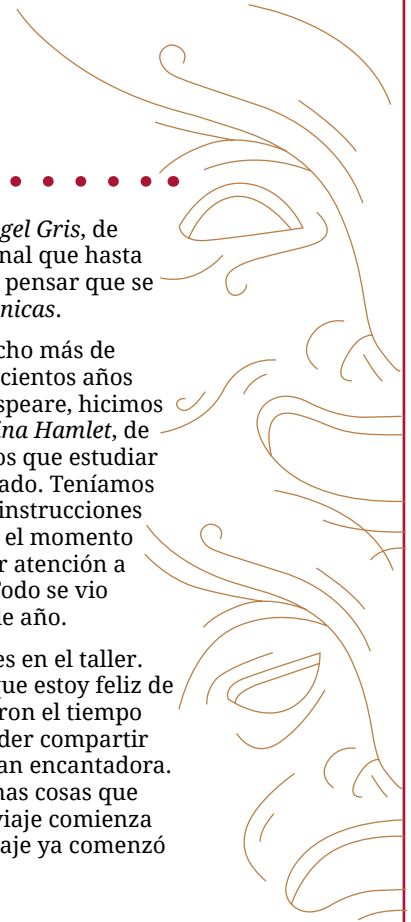 gel Gris, de
nal que hasta
pensar que se
nicas.
cho más de
cientos años
speare, hicimos
ina Hamlet, de
os que estudiar
ado. Teníamos
instrucciones
el momento
r atención a
Todo se vio
de año.
es en el taller.
que estoy feliz de
ron el tiempo
der compartir
an encantadora.
nas cosas que
viaje comienza
aje ya comenzó